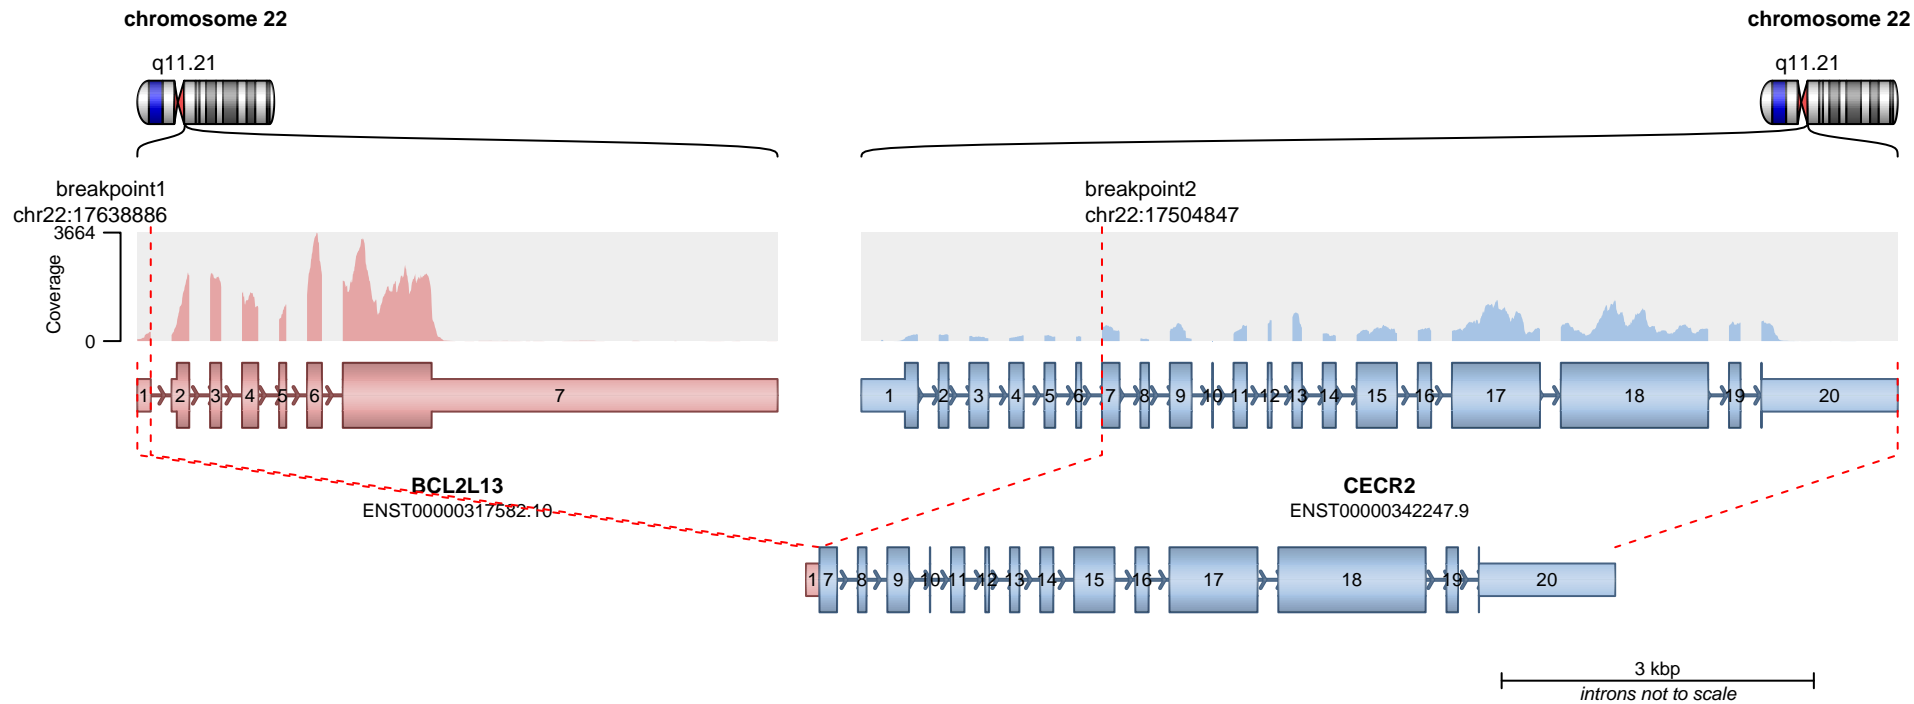 chromosome 22
chromosome 22
q11.21
q11.21
breakpoint1
chr22:17638886
breakpoint2
chr22:17504847
3664
Coverage
0
1 2 3 4 5 6 7
1 2 3 4 5 6 7 8 9 10 11 12 13 14 15 16 17 18 19 20
BCL2L13
ENST00000317582.10
CECR2
ENST00000342247.9
1 7 8 9 10 11 12 13 14 15 16 17 18 19 20
3 kbp
introns not to scale